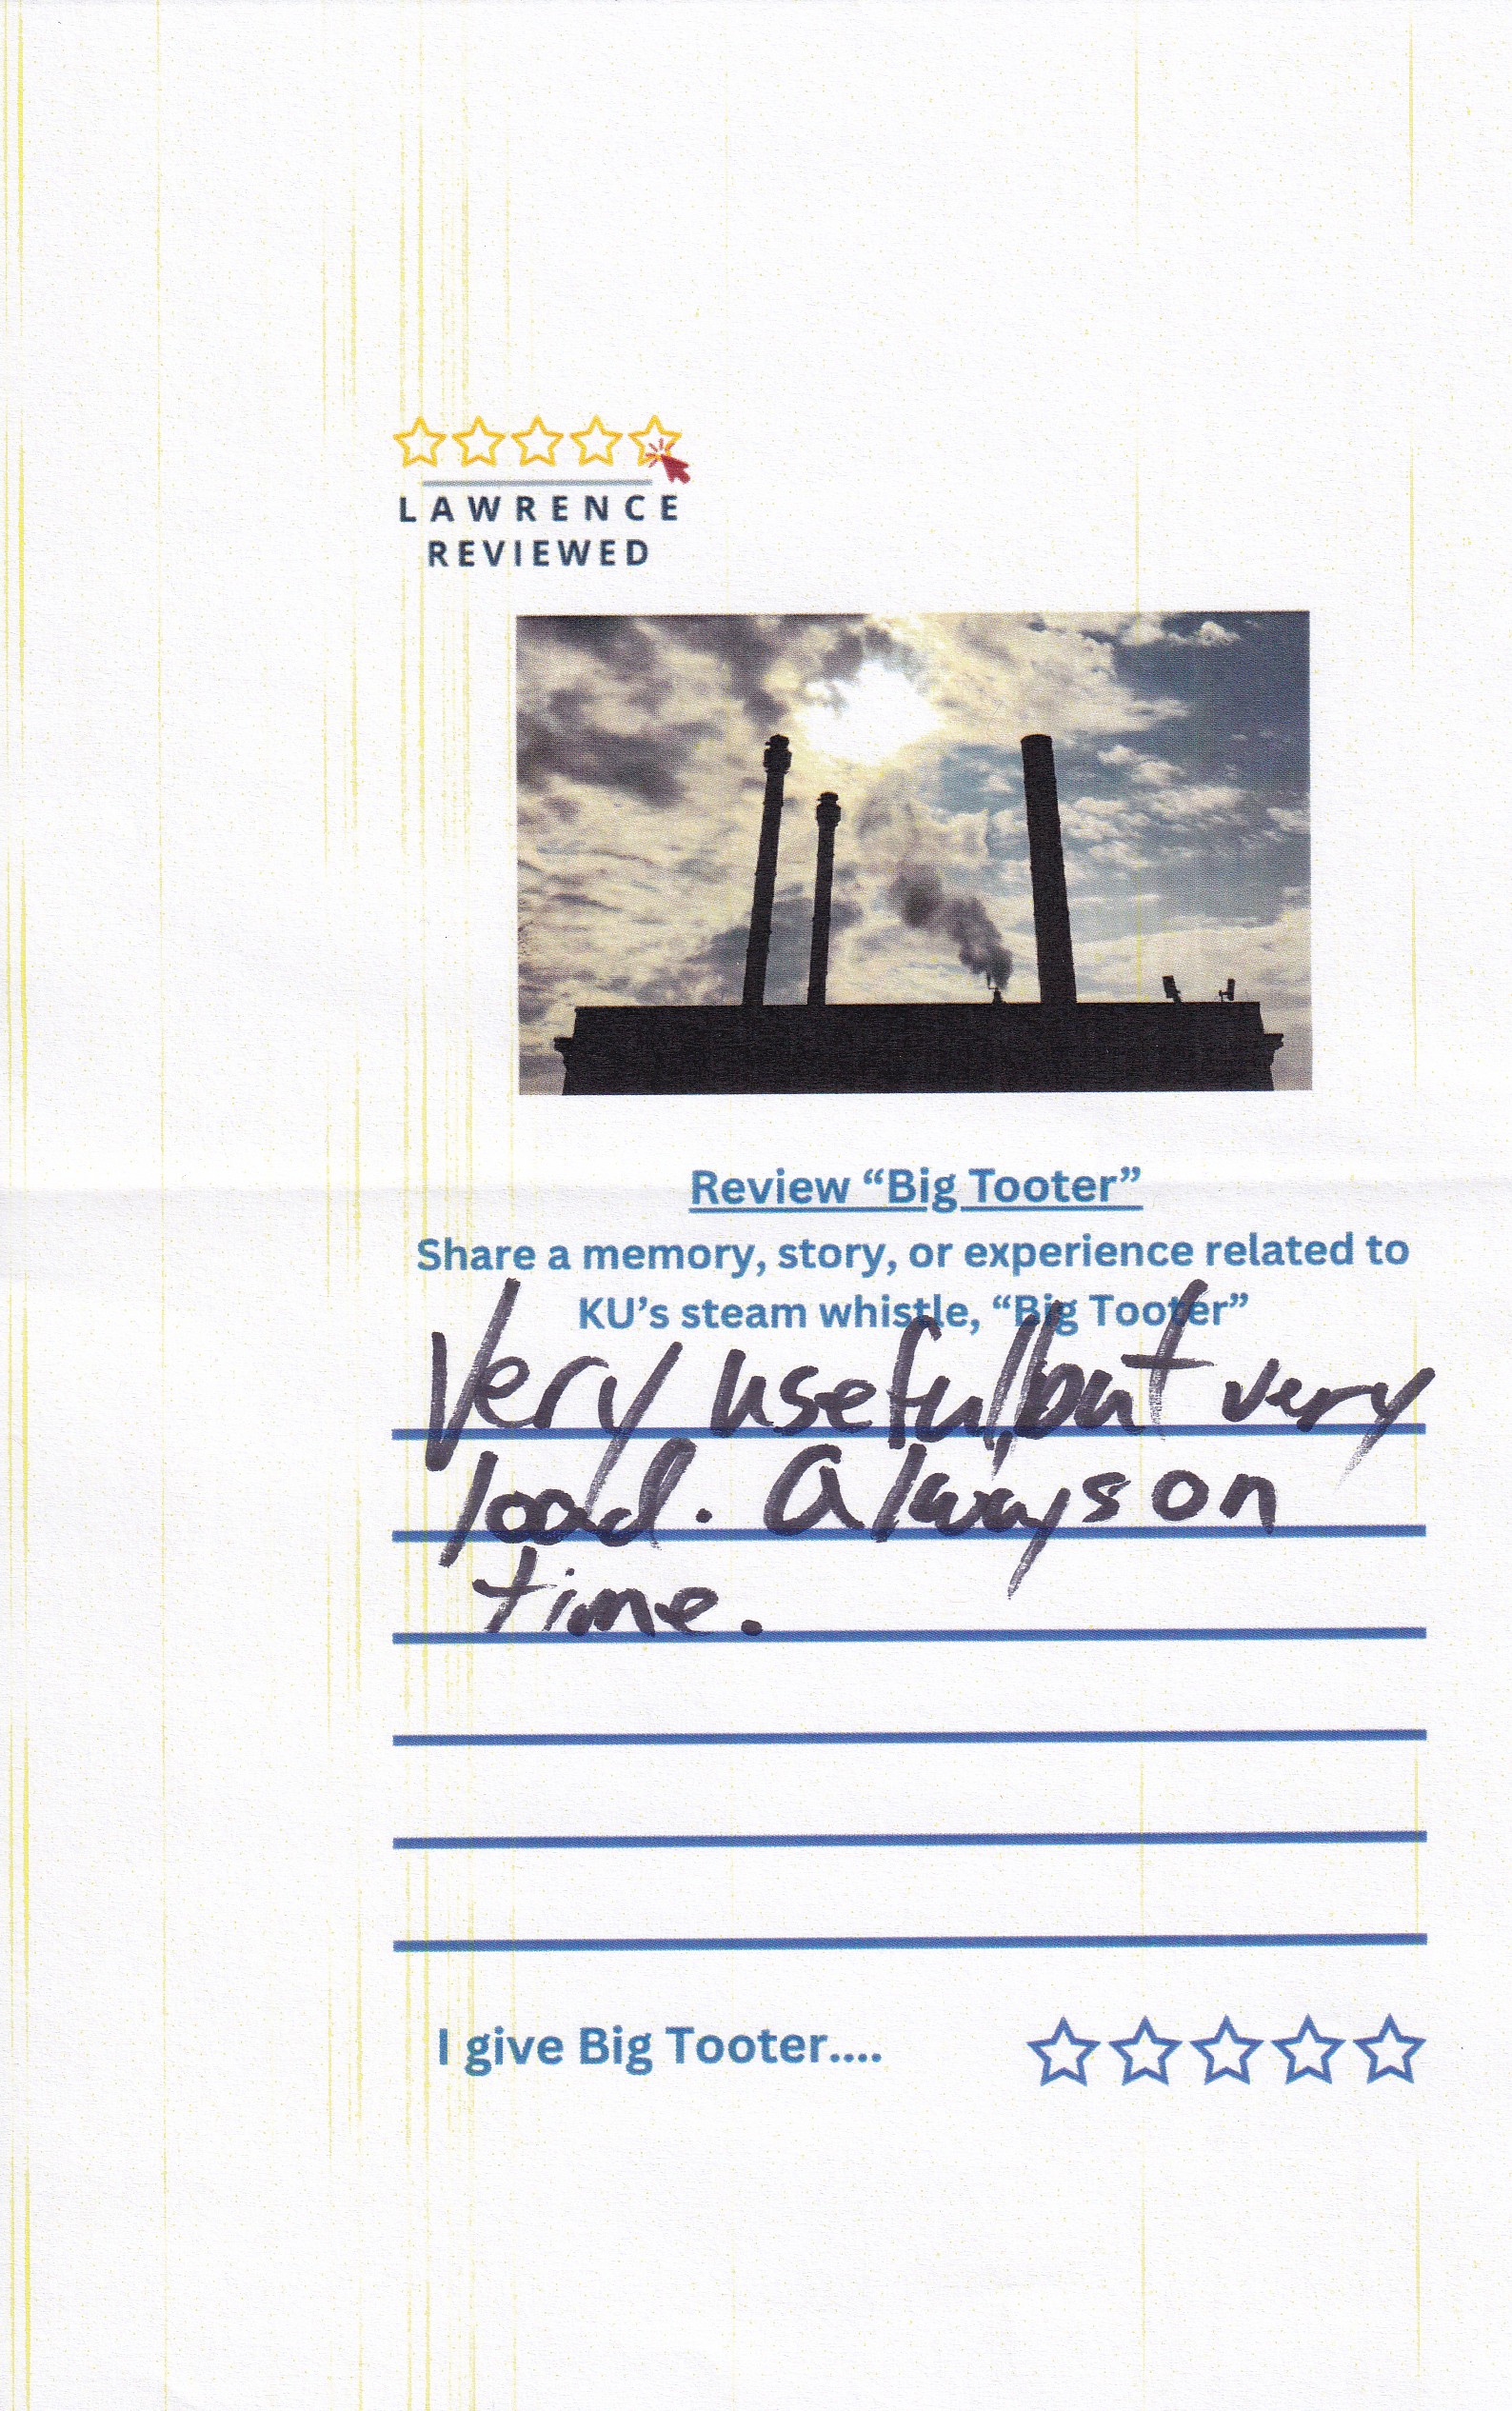 LAWRENCE
REVIEWED
Review “Big Tooter”
Share a memory, story, or experience related to
KU’s steam whistle, “Big Tooter”
Very useful, but very
load. Always on
time.
I give Big Tooter....